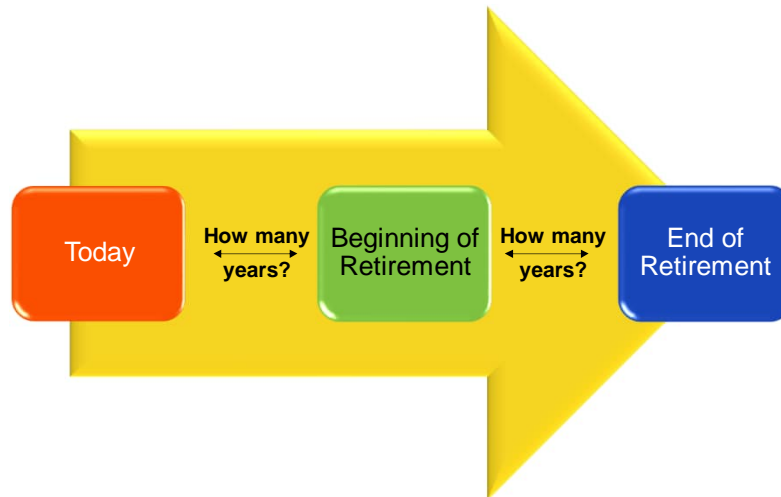 Today
How many
years?
Beginning of
Retirement
How many
years?
End of
Retirement